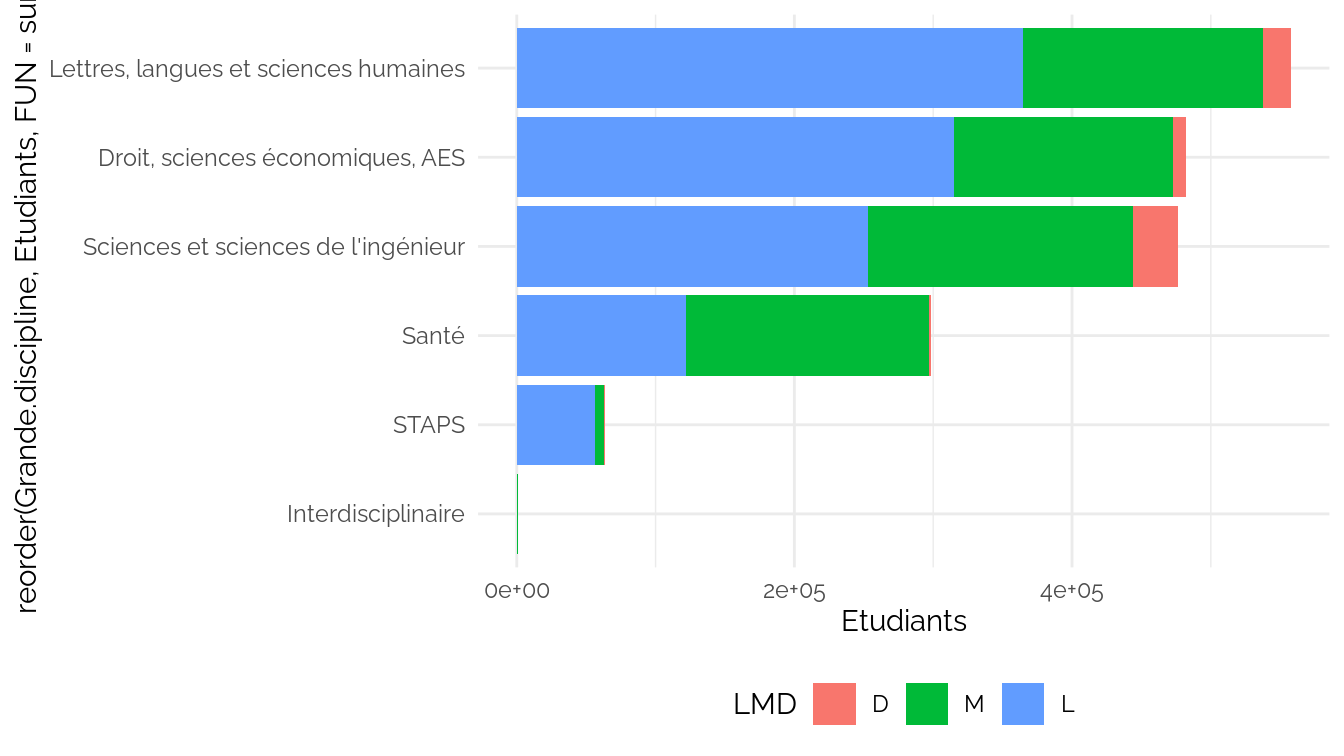 reorder(Grande.discipline, Etudiants, FUN =
Lettres, langues et sciences humaines
Droit, sciences économiques, AES
Sciences et sciences de l'ingénieur
Santé
STAPS
Interdisciplinaire
0e+00 2e+05 4e+05
Etudiants
LMD D M L